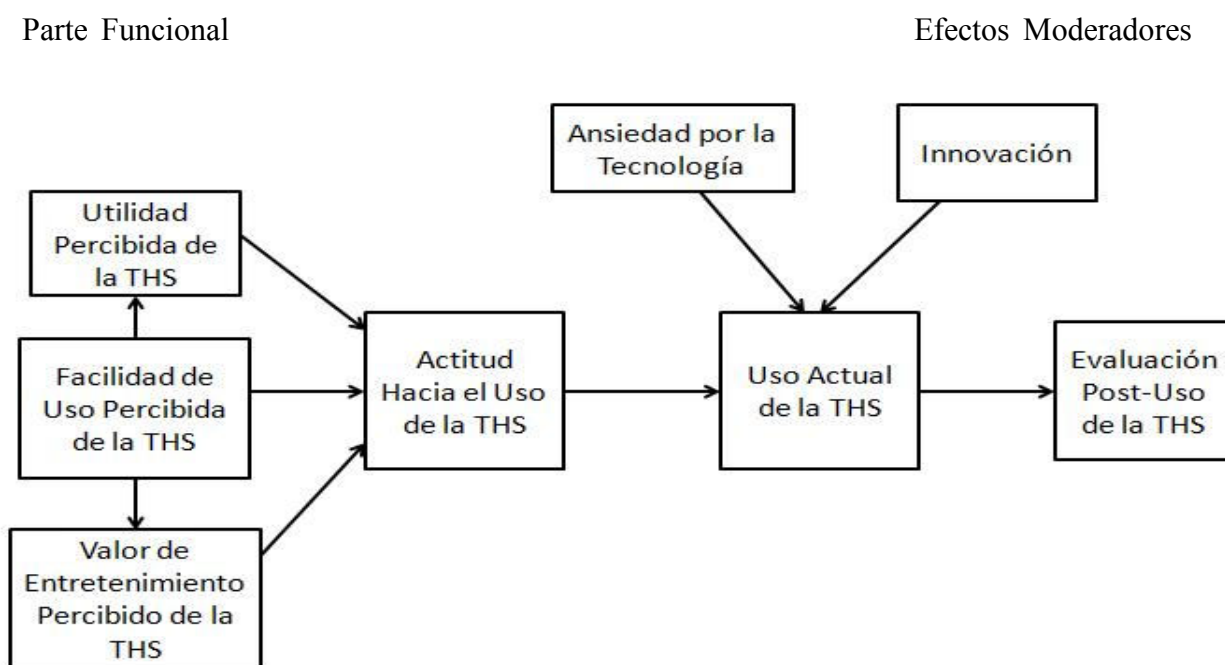 Parte Funcional
Efectos Moderadores
Ansiedad por la
Tecnología
Innovación
Utilidad
Percibida de
la THS
Facilidad de
Uso Percibida
de la THS
Valor de
Entretenimiento
Percibido de la
THS
Actitud
Hacia el Uso
de la THS
Uso Actual
de la THS
Evaluación
Post-Uso
de la THS